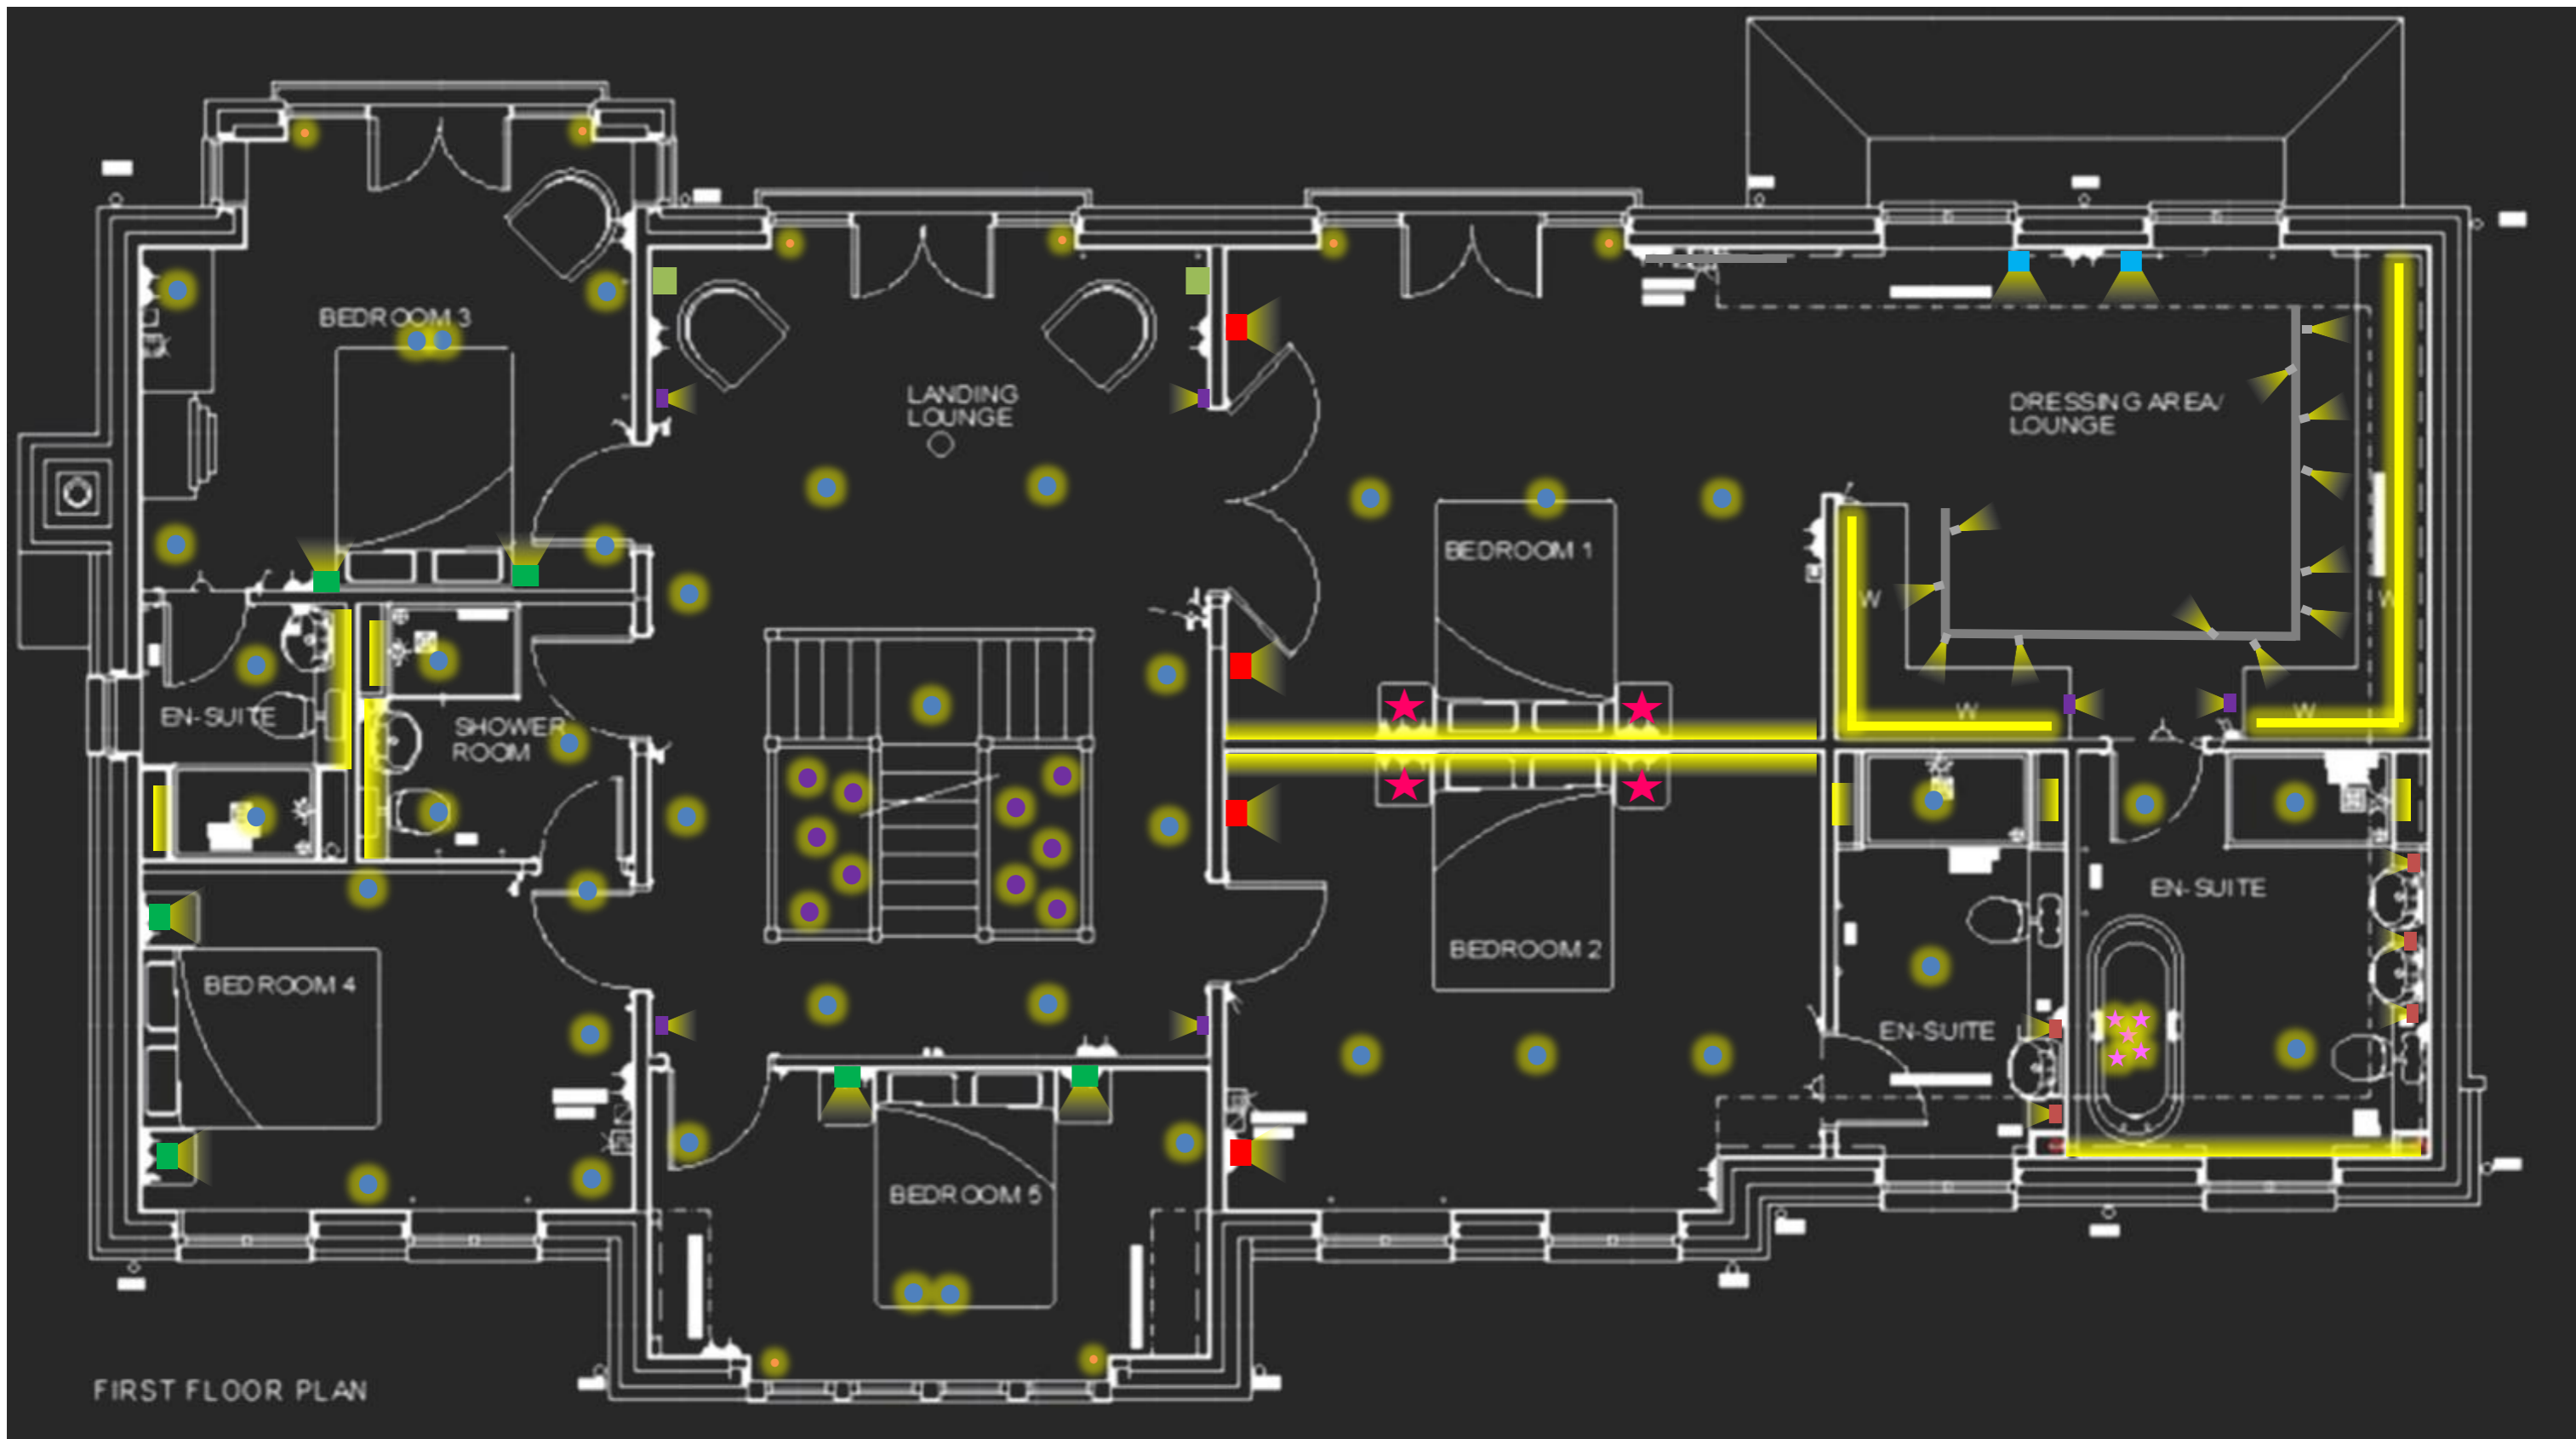 BEDROOM 3
LANDING
LOUNGE
DRESSING AREA/
LOUNGE
BEDROOM 1
W
W
EN-SUITE
SHOWER
ROOM
W
W
EN-SUITE
BEDROOM 2
BEDROOM 4
EN-SUITE
BEDROOM 5
FIRST FLOOR PLAN